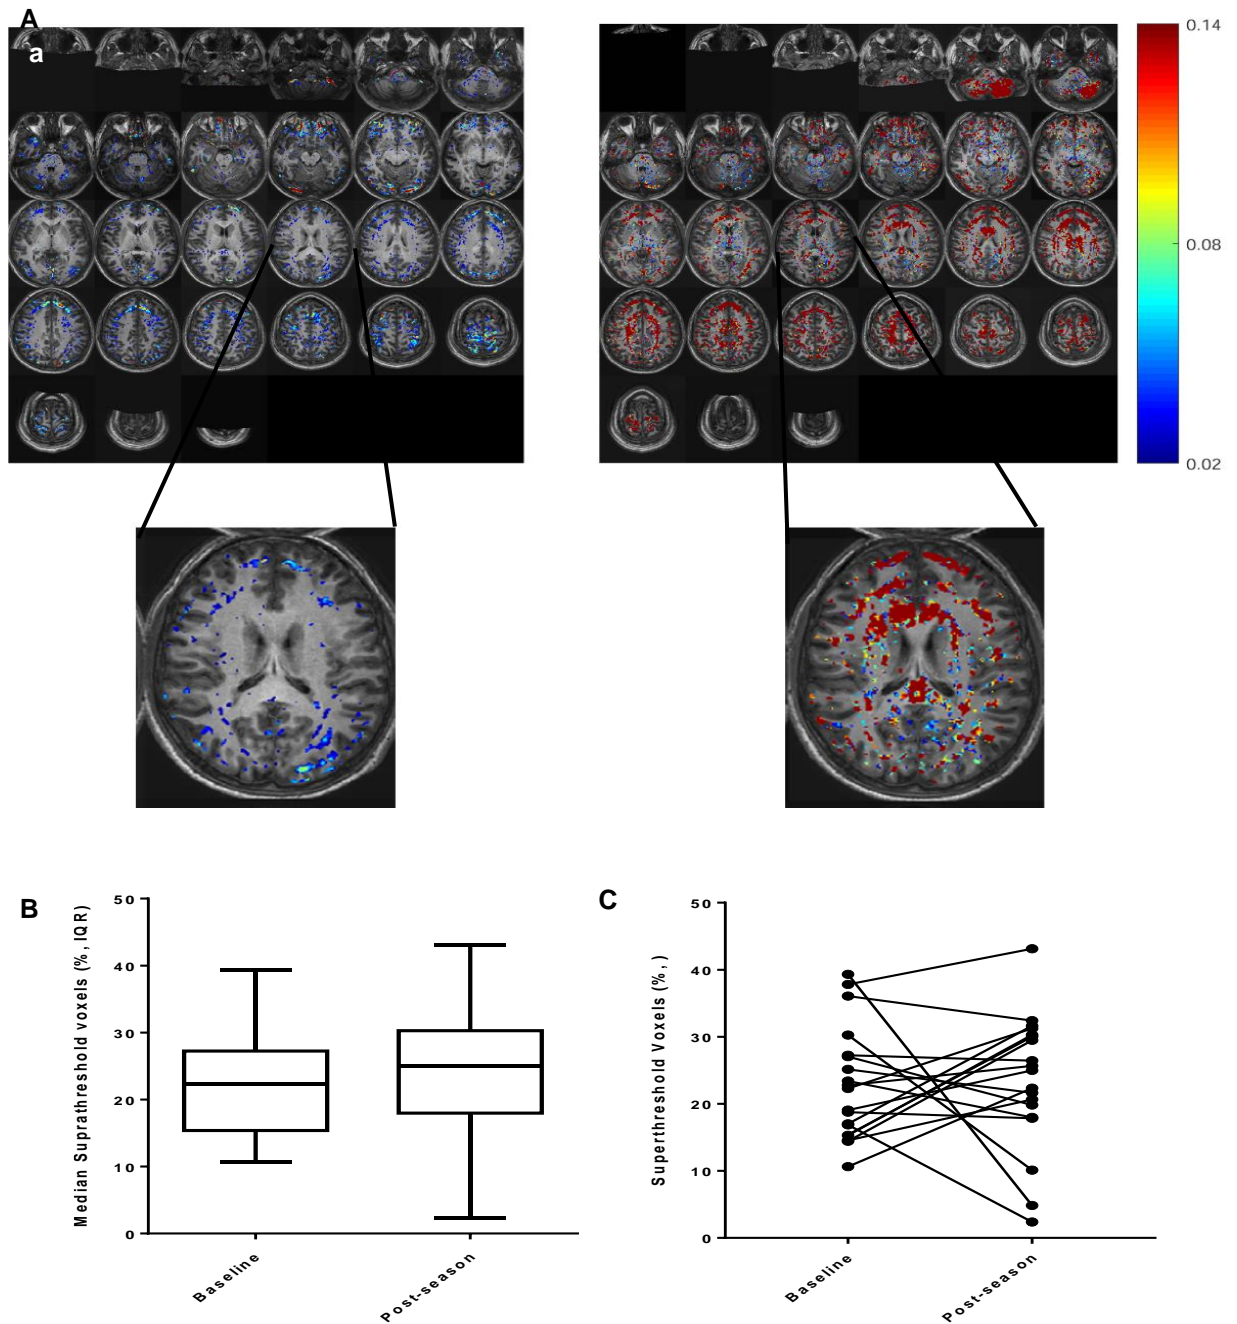 A
a
0.14
0.08
0.02
B
Median Suprathreshold voxels (%, IQR)
50
40
30
20
10
0
Baseline
Post-season
C
Superthreshold Voxels (%,)
50
40
30
20
10
0
Baseline
Post-season